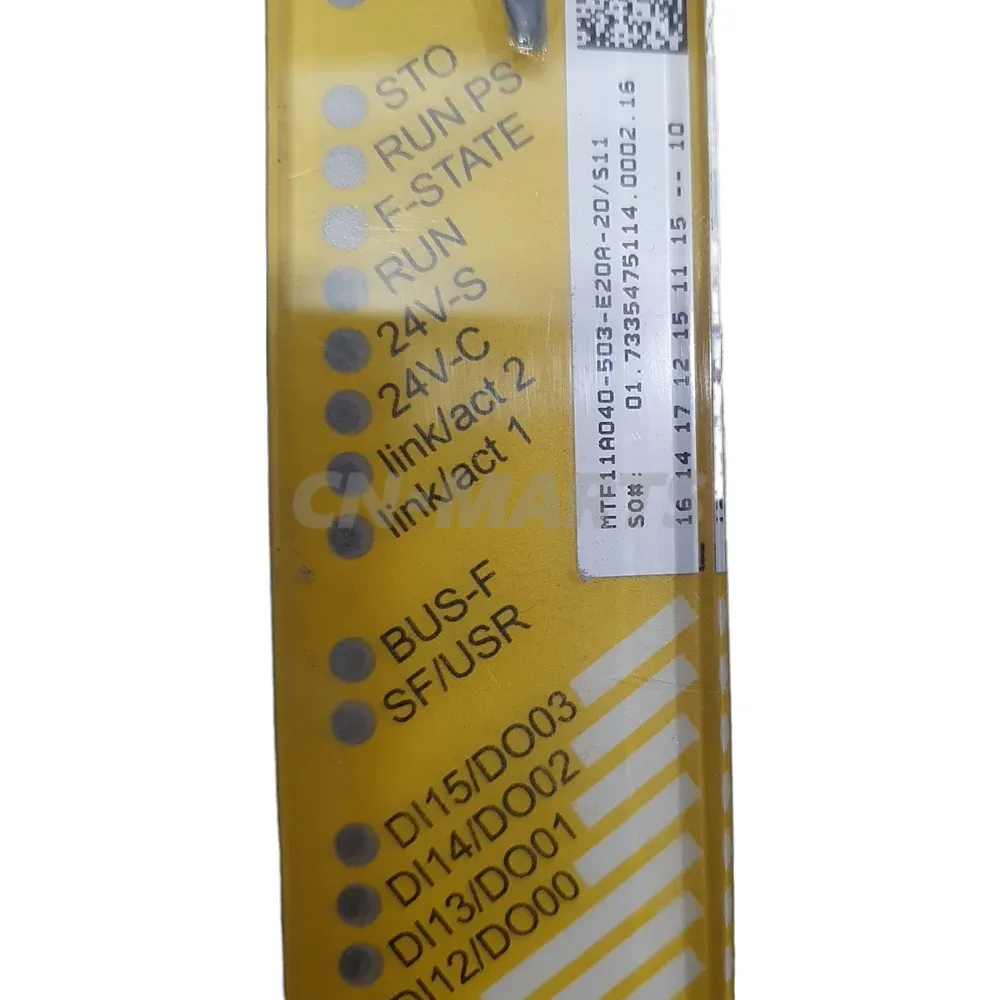 STO
RUN PS
F-STATE
RUN
24V-S
24V-C
link/act 2
link/act 1
BUS-F
SF/USR
DI15/DO03
DI14/DO02
DI13/DO01
DI12/DO00
MTF11A040-503-E20A-20/S11
SO#: 01.7335475114.0002.16
16 14 17 12 15 11 15 -- 10
CN-MARTS